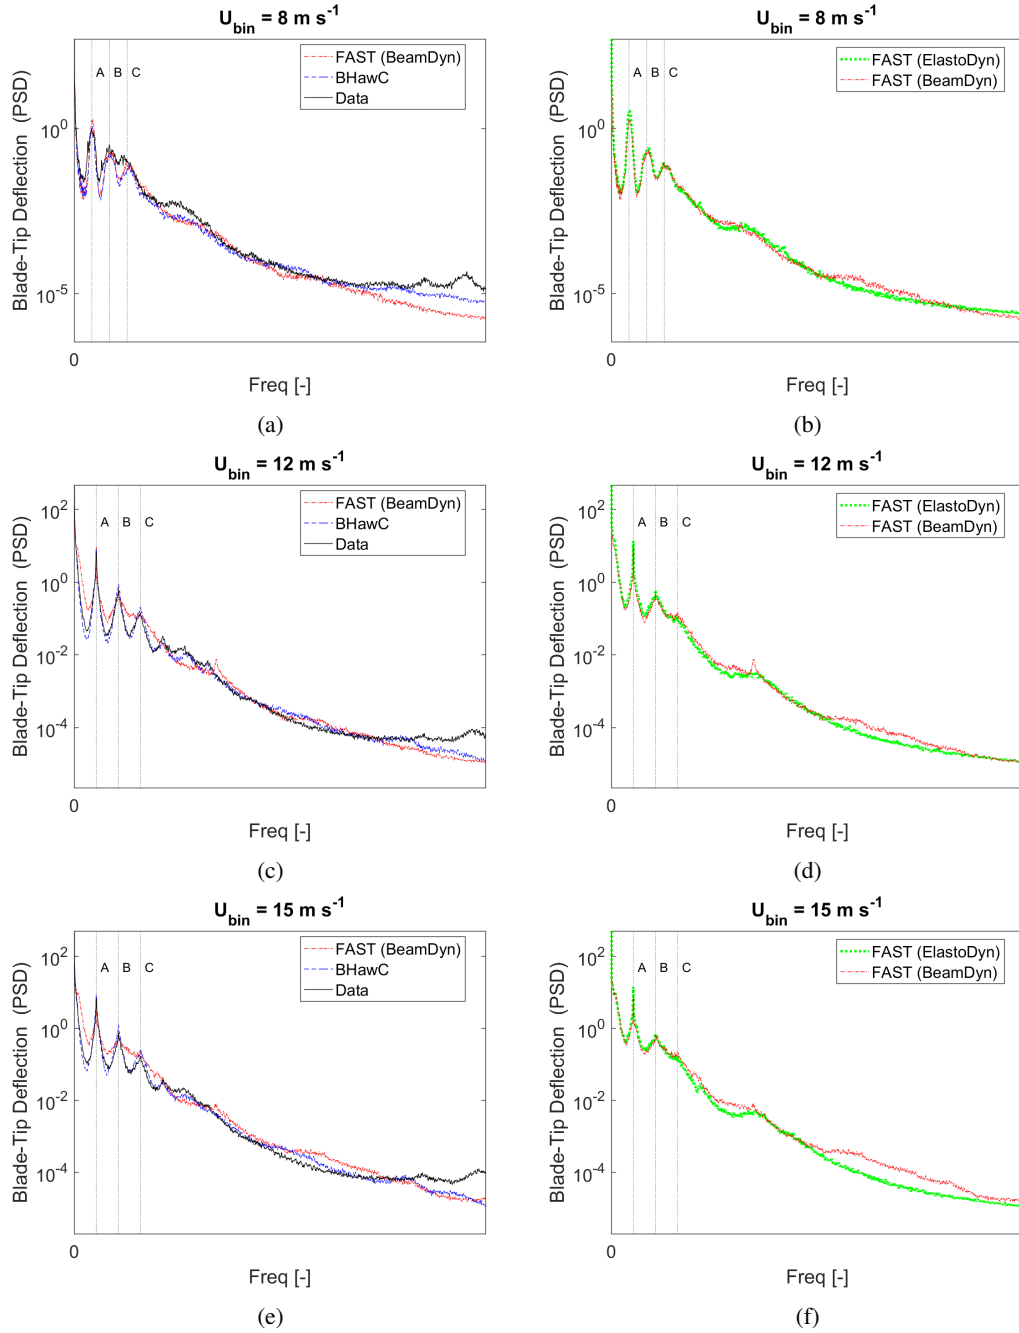 U_bin = 8 m s^-1
Blade-Tip Deflection (PSD)
10^0
10^-5
A B C
FAST (BeamDyn)
BHawC
Data
0
Freq [-]
(a)
U_bin = 8 m s^-1
Blade-Tip Deflection (PSD)
10^0
10^-5
A B C
FAST (ElastoDyn)
FAST (BeamDyn)
0
Freq [-]
(b)
U_bin = 12 m s^-1
Blade-Tip Deflection (PSD)
10^2
10^0
10^-2
10^-4
A B C
FAST (BeamDyn)
BHawC
Data
0
Freq [-]
(c)
U_bin = 12 m s^-1
Blade-Tip Deflection (PSD)
10^2
10^0
10^-2
10^-4
A B C
FAST (ElastoDyn)
FAST (BeamDyn)
0
Freq [-]
(d)
U_bin = 15 m s^-1
Blade-Tip Deflection (PSD)
10^2
10^0
10^-2
10^-4
A B C
FAST (BeamDyn)
BHawC
Data
0
Freq [-]
(e)
U_bin = 15 m s^-1
Blade-Tip Deflection (PSD)
10^2
10^0
10^-2
10^-4
A B C
FAST (ElastoDyn)
FAST (BeamDyn)
0
Freq [-]
(f)